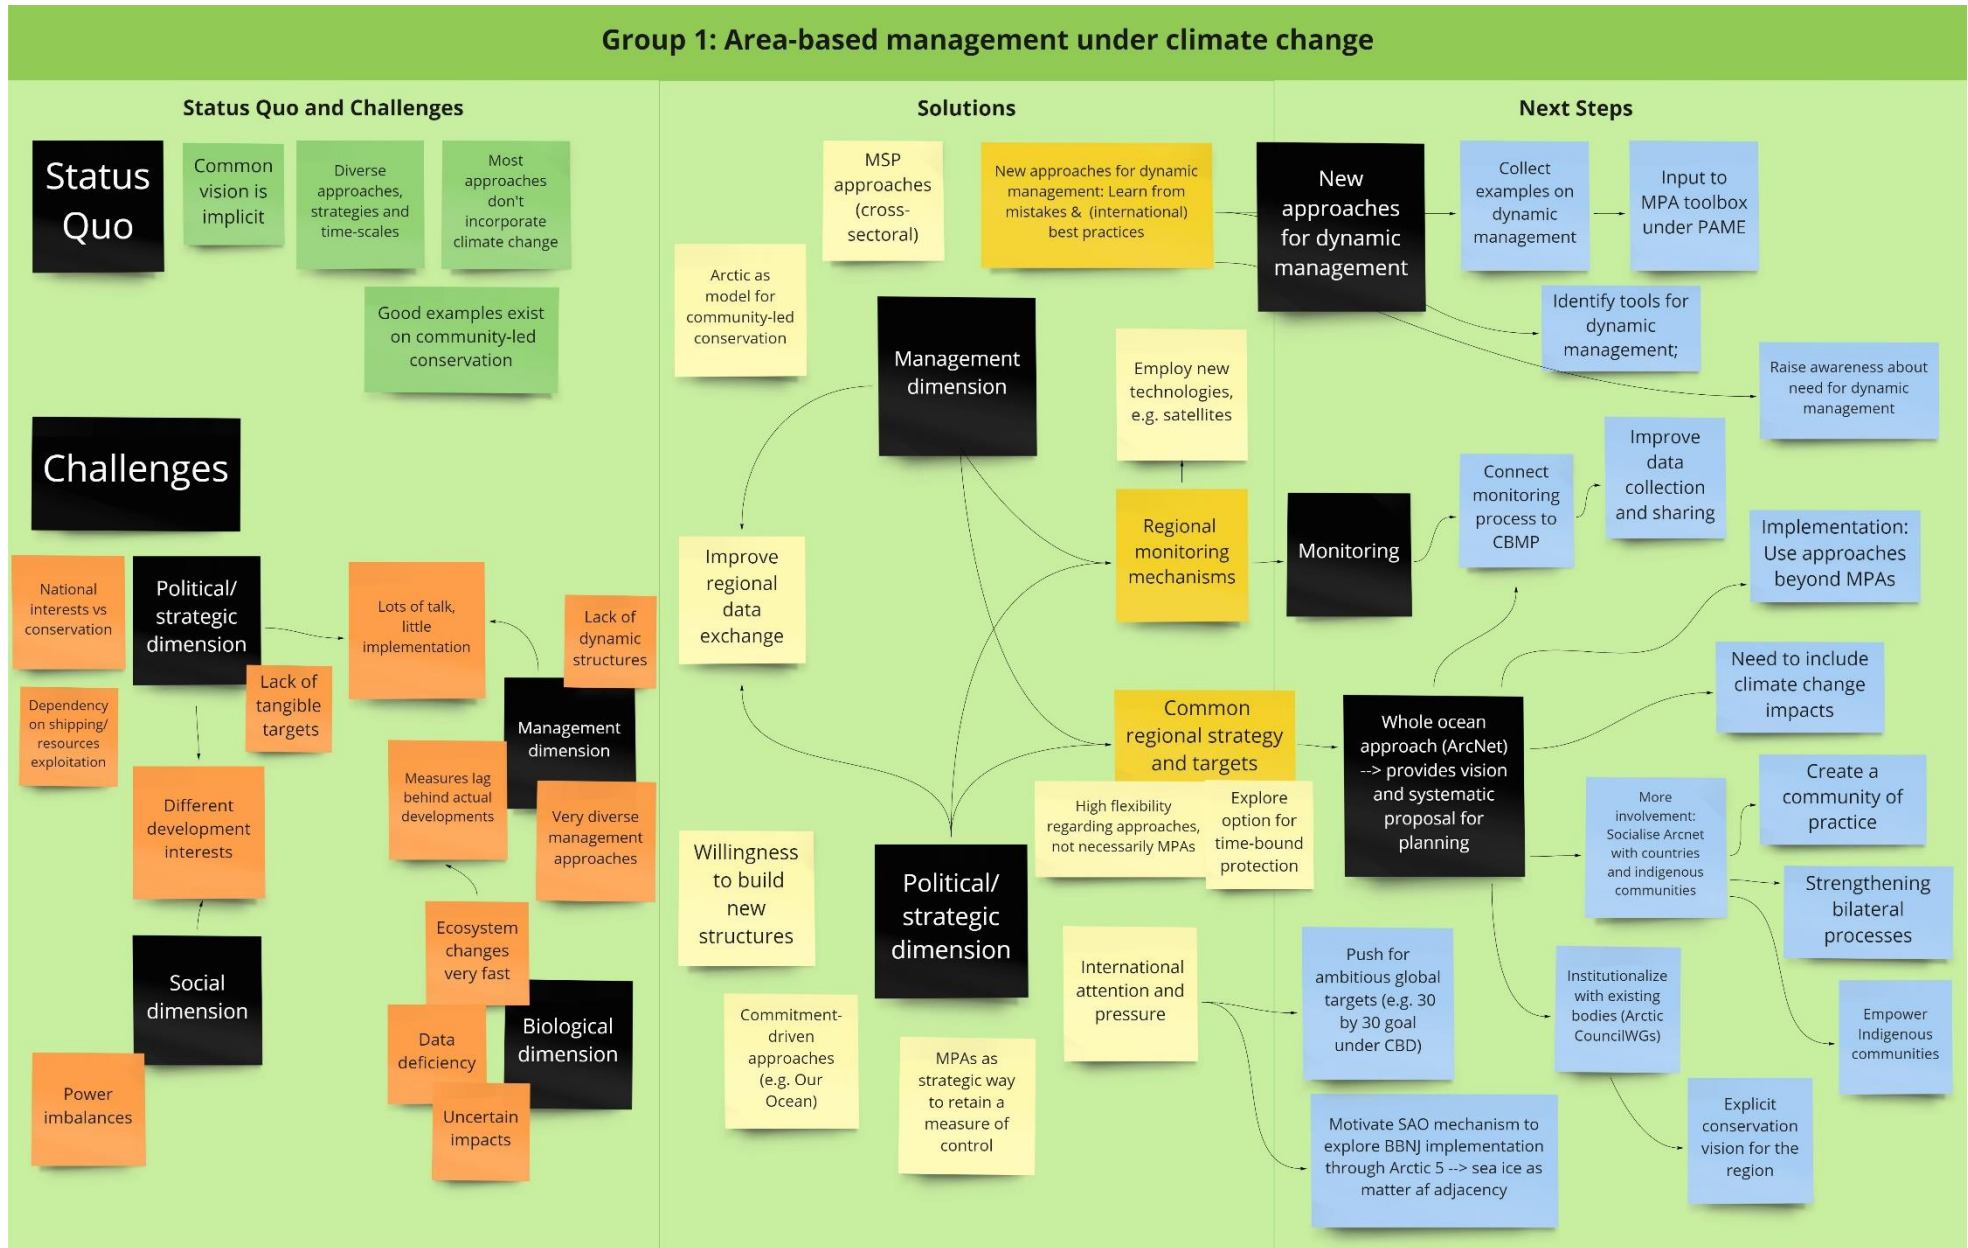 Group 1: Area-based management under climate change
Status Quo and Challenges
Status
Quo
Common
vision is
implicit
Diverse
approaches,
strategies and
time-scales
Most
approaches
don't
incorporate
climate change
Good examples exist
on community-led
conservation
Challenges
National
interests vs
conservation
Political/
strategic
dimension
Lots of talk,
little
implementation
Lack of
dynamic
structures
Dependency
on shipping/
resources
exploitation
Lack of
tangible
targets
Management
dimension
Different
development
interests
Measures lag
behind actual
developments
Very diverse
management
approaches
Social
dimension
Ecosystem
changes
very fast
Data
deficiency
Biological
dimension
Power
imbalances
Uncertain
impacts
Solutions
MSP
approaches
(cross-
sectoral)
New approaches for dynamic
management: Learn from
mistakes & (international)
best practices
Arctic as
model for
community-led
conservation
Management
dimension
Employ new
technologies,
e.g. satellites
Improve
regional
data
exchange
Regional
monitoring
mechanisms
Common
regional strategy
and targets
High flexibility
regarding approaches,
not necessarily MPAs
Explore
option for
time-bound
protection
Willingness
to build
new
structures
Political/
strategic
dimension
International
attention and
pressure
Commitment-
driven
approaches
(e.g. Our
Ocean)
MPAs as
strategic way
to retain a
measure of
control
Next Steps
New
approaches
for dynamic
management
Collect
examples on
dynamic
management
Input to
MPA toolbox
under PAME
Identify tools for
dynamic
management;
Raise awareness about
need for dynamic
management
Monitoring
Connect
monitoring
process to
CBMP
Improve
data
collection
and sharing
Implementation:
Use approaches
beyond MPAs
Need to include
climate change
impacts
Whole ocean
approach (ArcNet)
--> provides vision
and systematic
proposal for
planning
More
involvement:
Socialise Arcnet
with countries
and indigenous
communities
Create a
community of
practice
Strengthening
bilateral
processes
Empower
Indigenous
communities
Push for
ambitious global
targets (e.g. 30
by 30 goal
under CBD)
Institutionalize
with existing
bodies (Arctic
CouncilWGs)
Motivate SAO mechanism to
explore BBNJ implementation
through Arctic 5 --> sea ice as
matter af adjacency
Explicit
conservation
vision for the
region